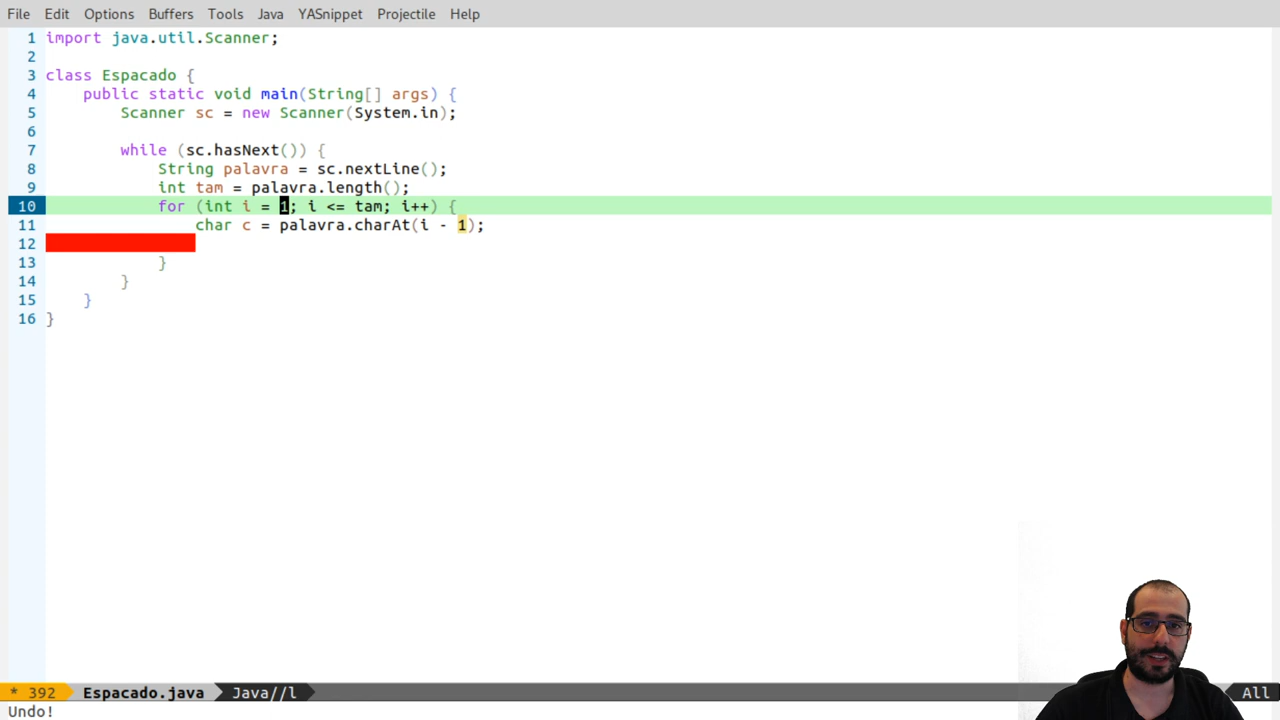 File Edit Options Buffers Tools Java YASnippet Projectile Help
1 import java.util.Scanner;
2
3 class Espacado {
4 public static void main(String[] args) {
5 Scanner sc = new Scanner(System.in);
6
7 while (sc.hasNext()) {
8 String palavra = sc.nextLine();
9 int tam = palavra.length();
10 for (int i = 1; i <= tam; i++) {
11 char c = palavra.charAt(i - 1);
12
13 }
14 }
15 }
16 }
* 392 Espacado.java Java//l All
Undo!